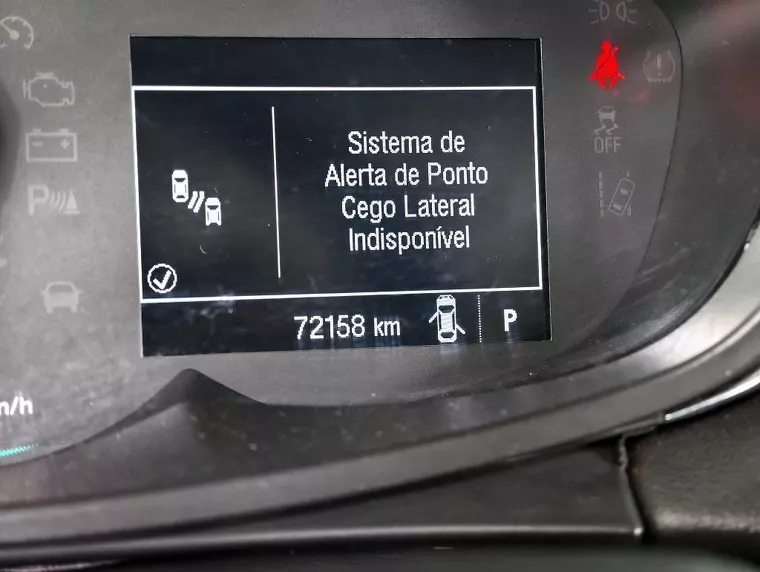 Sistema de
Alerta de Ponto
Cego Lateral
Indisponível
72158 km
P
OFF
P
m/h